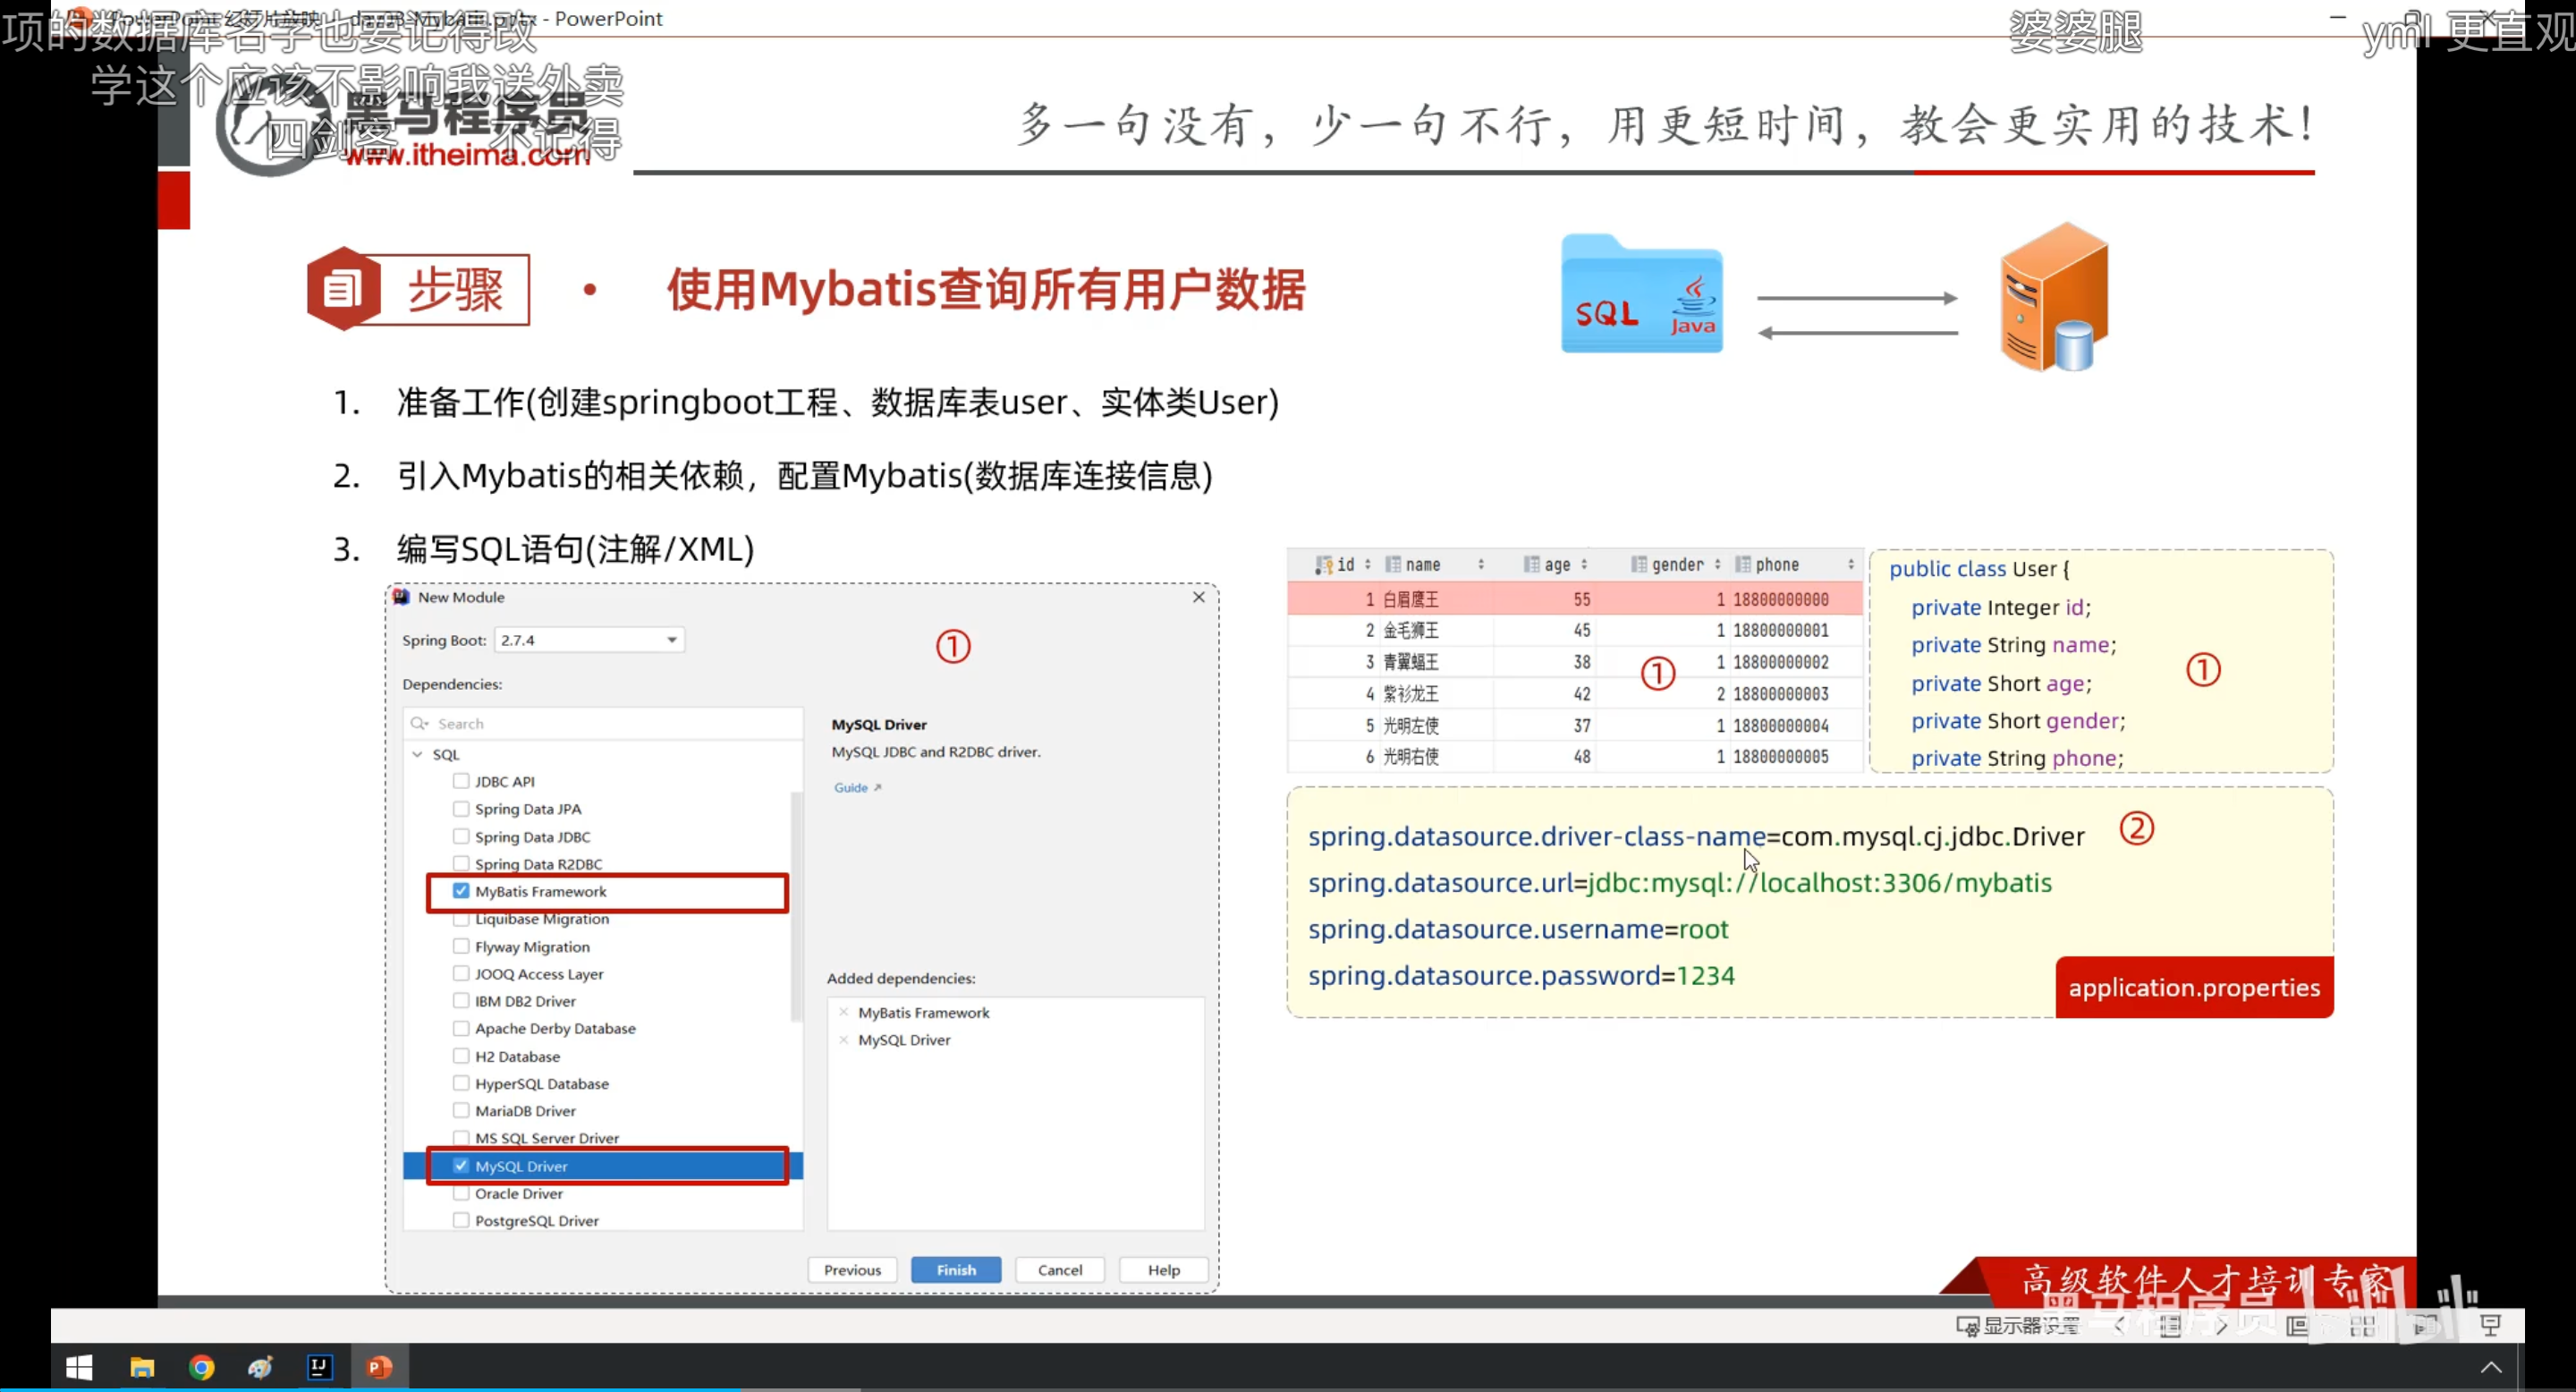 - PowerPoint
项的数据库名字也要记得改
婆婆腿
yml 更直观
学这个应该不影响我送外卖
四剑客
不记得
黑马程序员
www.itheima.com
多一句没有，少一句不行，用更短时间，教会更实用的技术！
步骤
• 使用Mybatis查询所有用户数据
SQL
Java
1. 准备工作(创建springboot工程、数据库表user、实体类User)
2. 引入Mybatis的相关依赖，配置Mybatis(数据库连接信息)
3. 编写SQL语句(注解/XML)
New Module
Spring Boot: 2.7.4
①
Dependencies:
Search
SQL
JDBC API
Spring Data JPA
Spring Data JDBC
Spring Data R2DBC
MyBatis Framework
Liquibase Migration
Flyway Migration
JOOQ Access Layer
IBM DB2 Driver
Apache Derby Database
H2 Database
HyperSQL Database
MariaDB Driver
MS SQL Server Driver
MySQL Driver
Oracle Driver
PostgreSQL Driver
MySQL Driver
MySQL JDBC and R2DBC driver.
Guide
Added dependencies:
MyBatis Framework
MySQL Driver
Previous Finish Cancel Help
id name age gender phone
1 白眉鹰王 55 1 18800000000
2 金毛狮王 45 1 18800000001
3 青翼蝠王 38 1 18800000002
4 紫衫龙王 42 2 18800000003
5 光明左使 37 1 18800000004
6 光明右使 48 1 18800000005
①
public class User {
private Integer id;
private String name;
private Short age;
private Short gender;
private String phone;
①
spring.datasource.driver-class-name=com.mysql.cj.jdbc.Driver
②
spring.datasource.url=jdbc:mysql://localhost:3306/mybatis
spring.datasource.username=root
spring.datasource.password=1234
application.properties
高级软件人才培训专家
黑马程序员
显示器设置